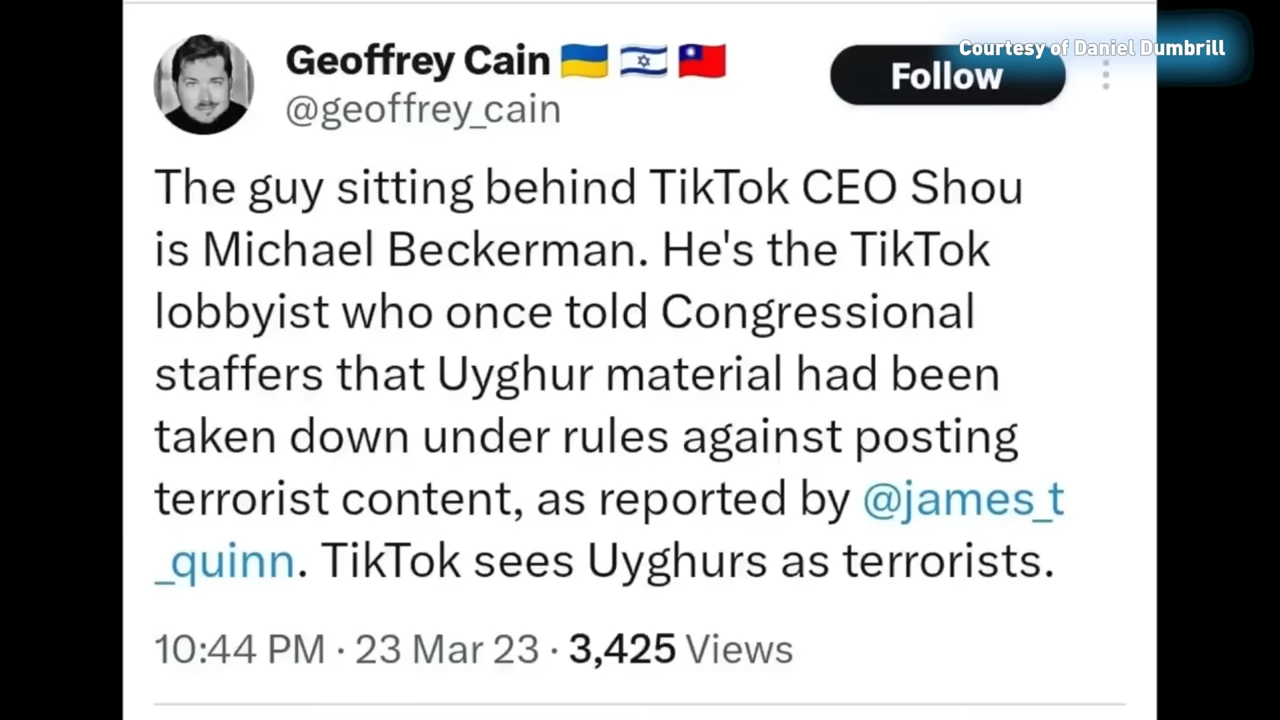 Courtesy of Daniel Dumbrill
Geoffrey Cain 🇺🇦 🇮🇱 🇹🇼
Follow
@geoffrey_cain
The guy sitting behind TikTok CEO Shou
is Michael Beckerman. He's the TikTok
lobbyist who once told Congressional
staffers that Uyghur material had been
taken down under rules against posting
terrorist content, as reported by @james_t
_quinn. TikTok sees Uyghurs as terrorists.
10:44 PM · 23 Mar 23 · 3,425 Views